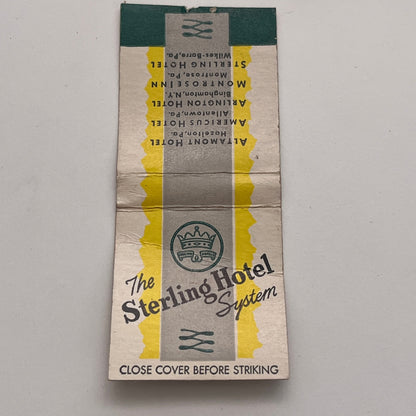 ALTAMONT HOTEL
Hazelton, Pa.
AMERICUS HOTEL
Allentown, Pa.
ARLINGTON HOTEL
Binghamton, N.Y.
MONTROSE INN
Montrose, Pa.
STERLING HOTEL
Wilkes-Barre, Pa.
The
Sterling Hotel
System
CLOSE COVER BEFORE STRIKING